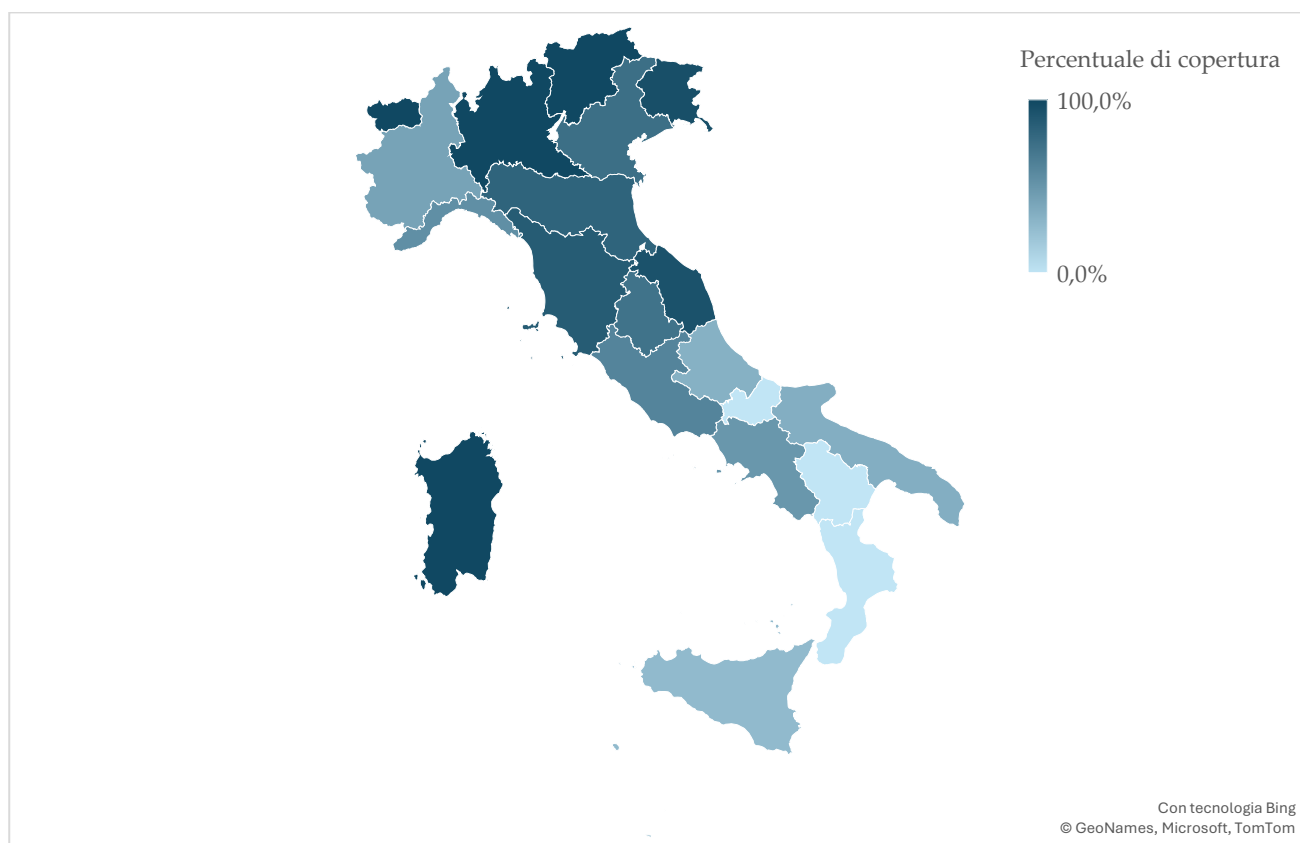 Percentuale di copertura
100,0%
0,0%
Con tecnologia Bing
© GeoNames, Microsoft, TomTom